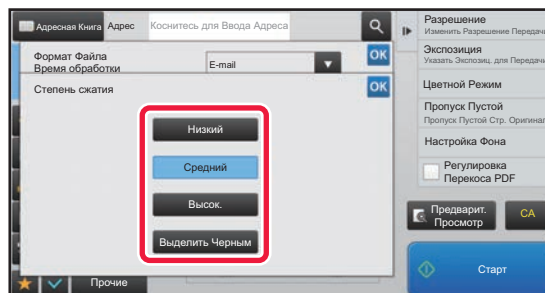 Адресная Книга
Адрес
Коснитесь для Ввода Адреса
Формат Файла
Время обработки
E-mail
OK
Степень сжатия
OK
Низкий
Средний
Высок.
Выделить Черным
Прочие
Разрешение
Изменить Разрешение Передачи
Экспозиция
Указать Экспозиц. для Передачи
Цветной Режим
Пропуск Пустой
Пропуск Пустой Стр. Оригинал
Настройка Фона
Регулировка
Перекоса PDF
Предварит.
Просмотр
CA
Старт